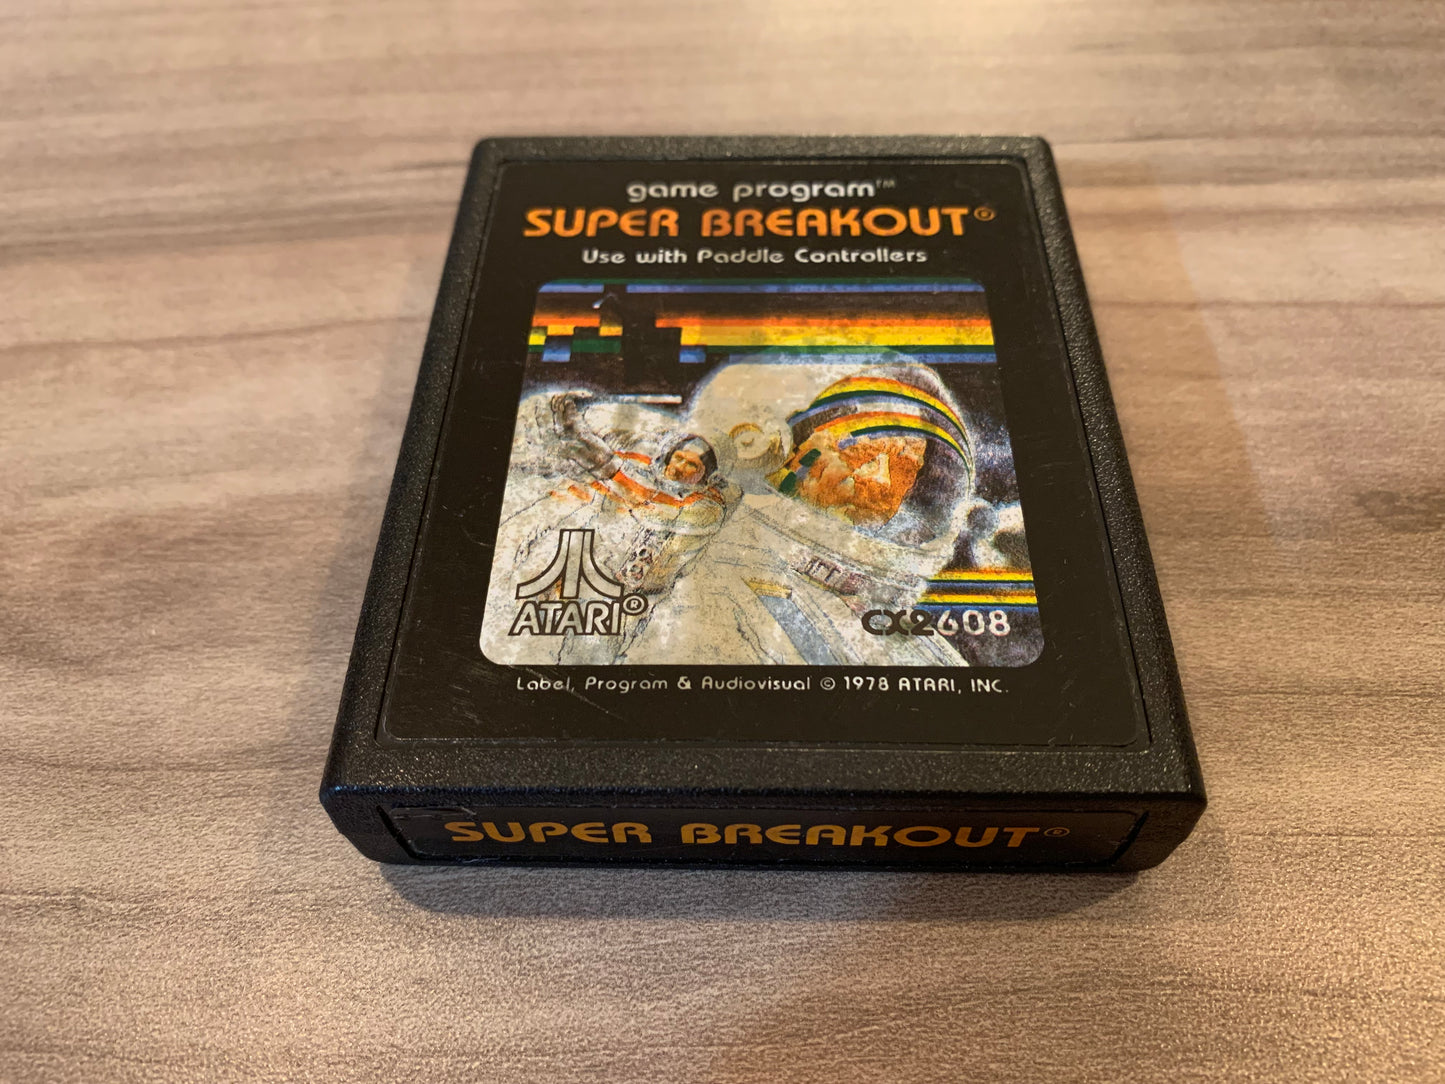 game program™
SUPER BREAKOUT®
Use with Paddle Controllers
ATARI®
CX2608
Label, Program & Audiovisual © 1978 ATARI, INC.
SUPER BREAKOUT®